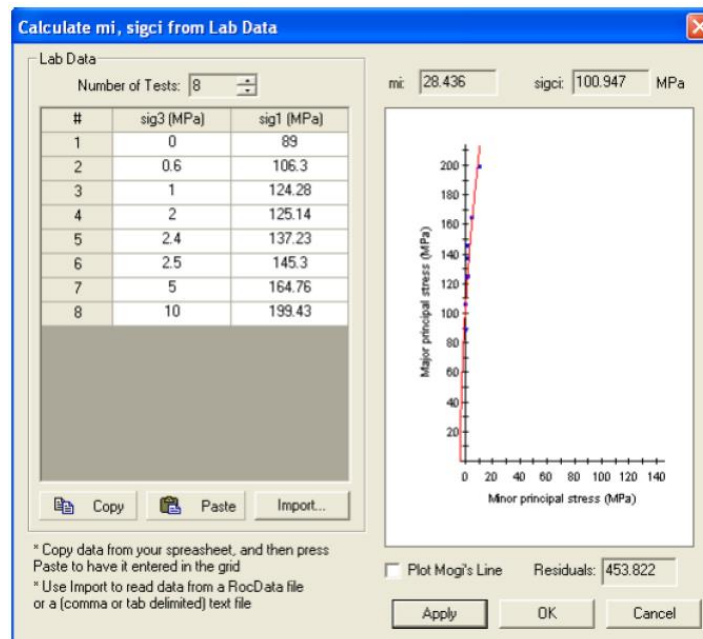 Calculate mi, sigci from Lab Data
Lab Data
Number of Tests: 8
# sig3 (MPa) sig1 (MPa)
1 0 89
2 0.6 106.3
3 1 124.28
4 2 125.14
5 2.4 137.23
6 2.5 145.3
7 5 164.76
8 10 199.43
Copy Paste Import...
* Copy data from your spreasheet, and then press
Paste to have it entered in the grid
* Use Import to read data from a RocData file
or a (comma or tab delimited) text file
mi: 28.436 sigci: 100.947 MPa
Major principal stress (MPa)
200
180
160
140
120
100
80
60
40
20
0 20 40 60 80 100 120 140
Minor principal stress (MPa)
Plot Mogi's Line Residuals: 453.822
Apply OK Cancel